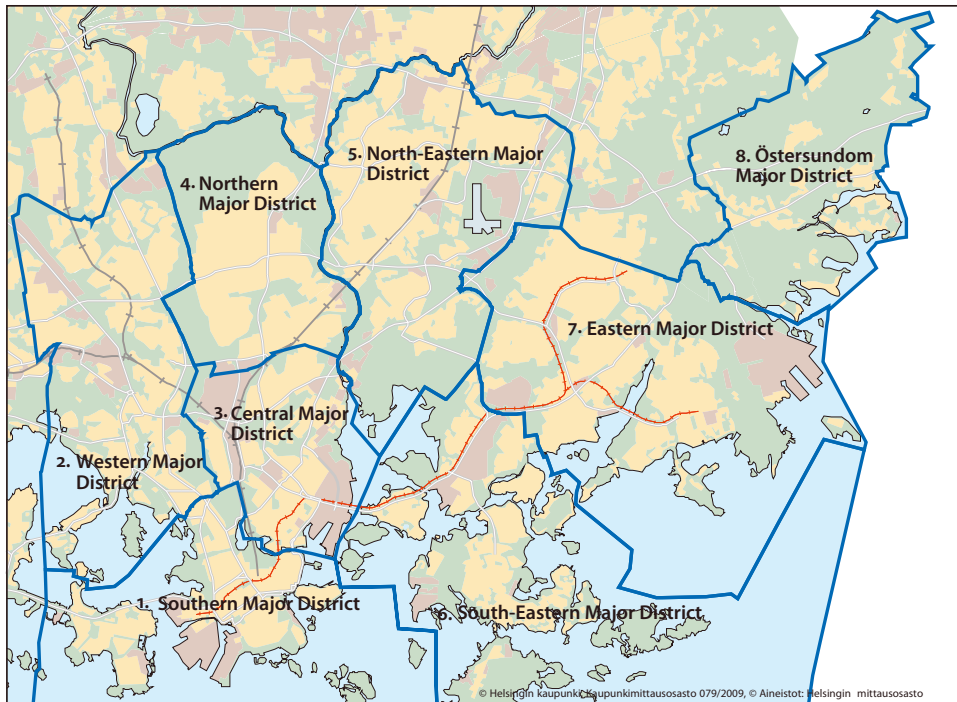 5. North-Eastern Major
District
8. Östersundom
Major District
4. Northern
Major District
7. Eastern Major District
3. Central Major
District
2. Western Major
District
1. Southern Major District
6. South-Eastern Major District
© Helsingin kaupunki, Kaupunkimittausosasto 079/2009, © Aineistot: Helsingin mittausosasto